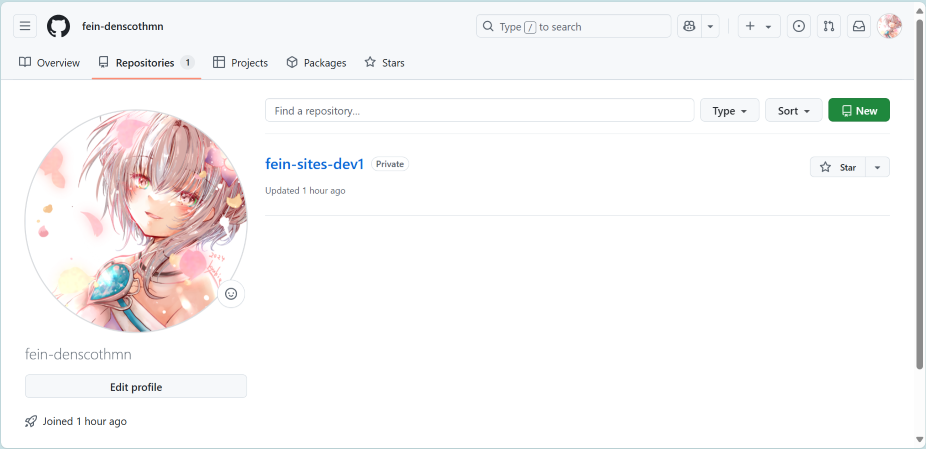 fein-denscothmn
Type / to search
Overview
Repositories 1
Projects
Packages
Stars
Find a repository...
Type
Sort
New
fein-sites-dev1 Private
Star
Updated 1 hour ago
fein-denscothmn
Edit profile
Joined 1 hour ago